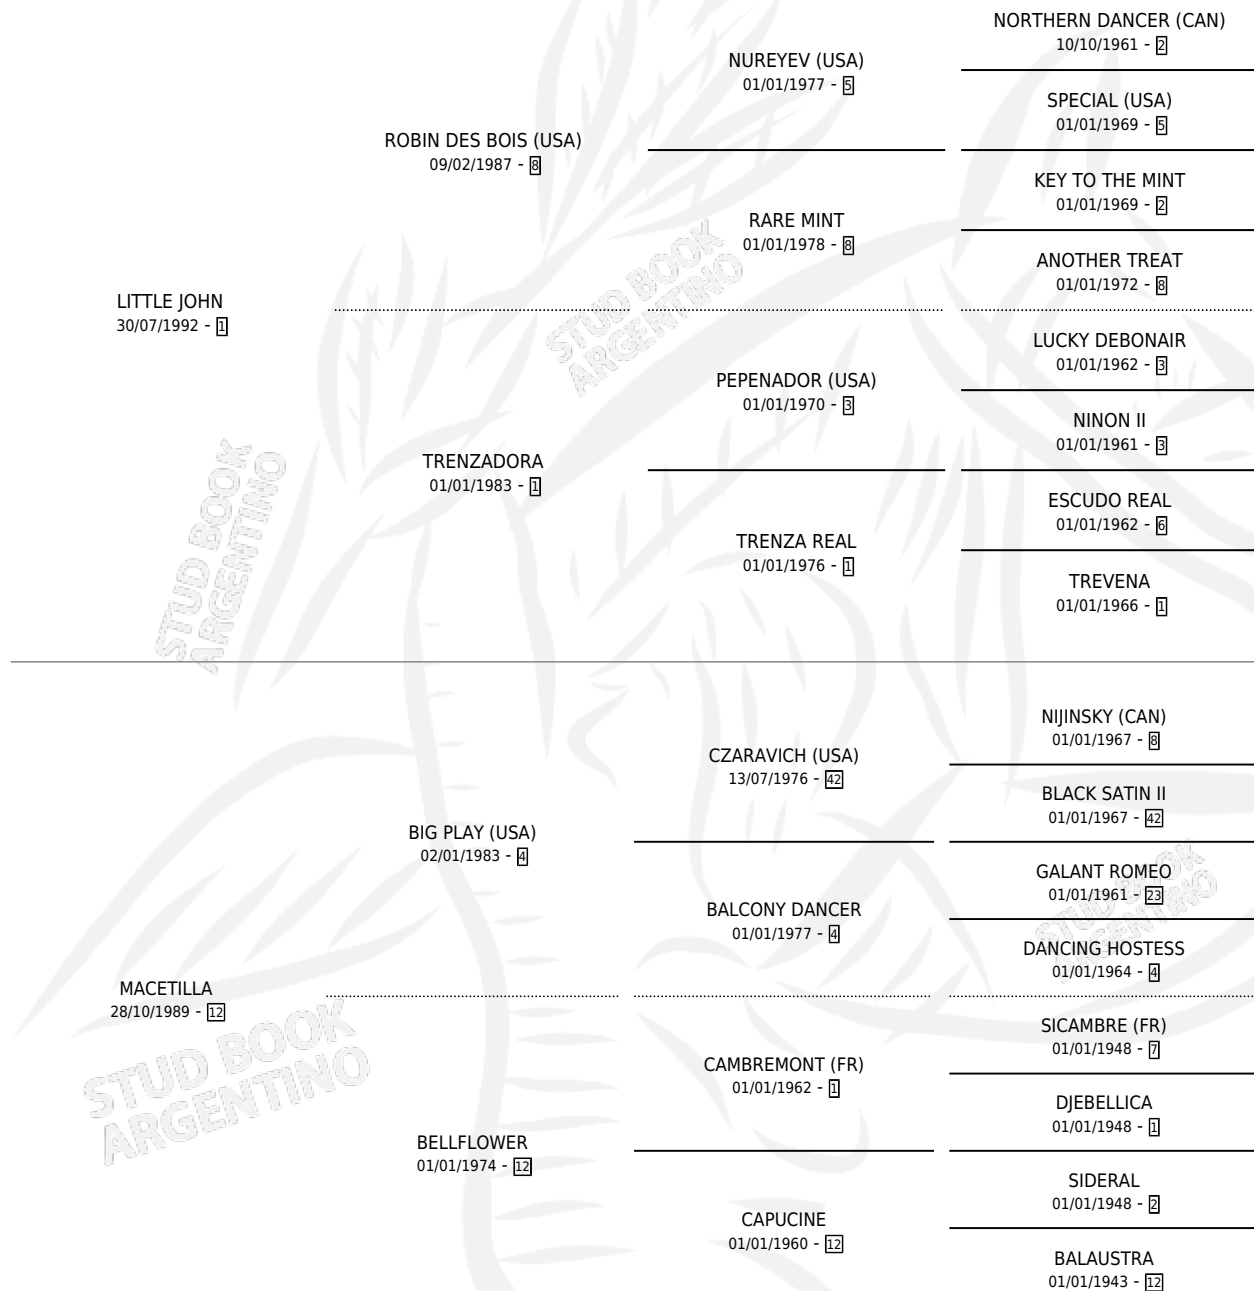 NORTHERN DANCER (CAN)
10/10/1961 - 2
NUREYEV (USA)
01/01/1977 - 5
SPECIAL (USA)
01/01/1969 - 5
ROBIN DES BOIS (USA)
09/02/1987 - 8
KEY TO THE MINT
01/01/1969 - 2
RARE MINT
01/01/1978 - 8
ANOTHER TREAT
01/01/1972 - 8
LITTLE JOHN
30/07/1992 - 1
LUCKY DEBONAIR
01/01/1962 - 3
PEPENADOR (USA)
01/01/1970 - 3
NINON II
01/01/1961 - 3
TRENZADORA
01/01/1983 - 1
ESCUDO REAL
01/01/1962 - 6
TRENZA REAL
01/01/1976 - 1
TREVENA
01/01/1966 - 1
NIJINSKY (CAN)
01/01/1967 - 8
CZARAVICH (USA)
13/07/1976 - 42
BLACK SATIN II
01/01/1967 - 42
BIG PLAY (USA)
02/01/1983 - 4
GALANT ROMEO
01/01/1961 - 23
BALCONY DANCER
01/01/1977 - 4
DANCING HOSTESS
01/01/1964 - 4
MACETILLA
28/10/1989 - 12
SICAMBRE (FR)
01/01/1948 - 7
CAMBREMONT (FR)
01/01/1962 - 1
DJEBELLICA
01/01/1948 - 1
BELLFLOWER
01/01/1974 - 12
SIDERAL
01/01/1948 - 2
CAPUCINE
01/01/1960 - 12
BALAUSTRA
01/01/1943 - 12
STUD BOOK
ARGENTINO
STUD BOOK
ARGENTINO
STUD BOOK
ARGENTINO
STUD BOOK
ARGENTINO